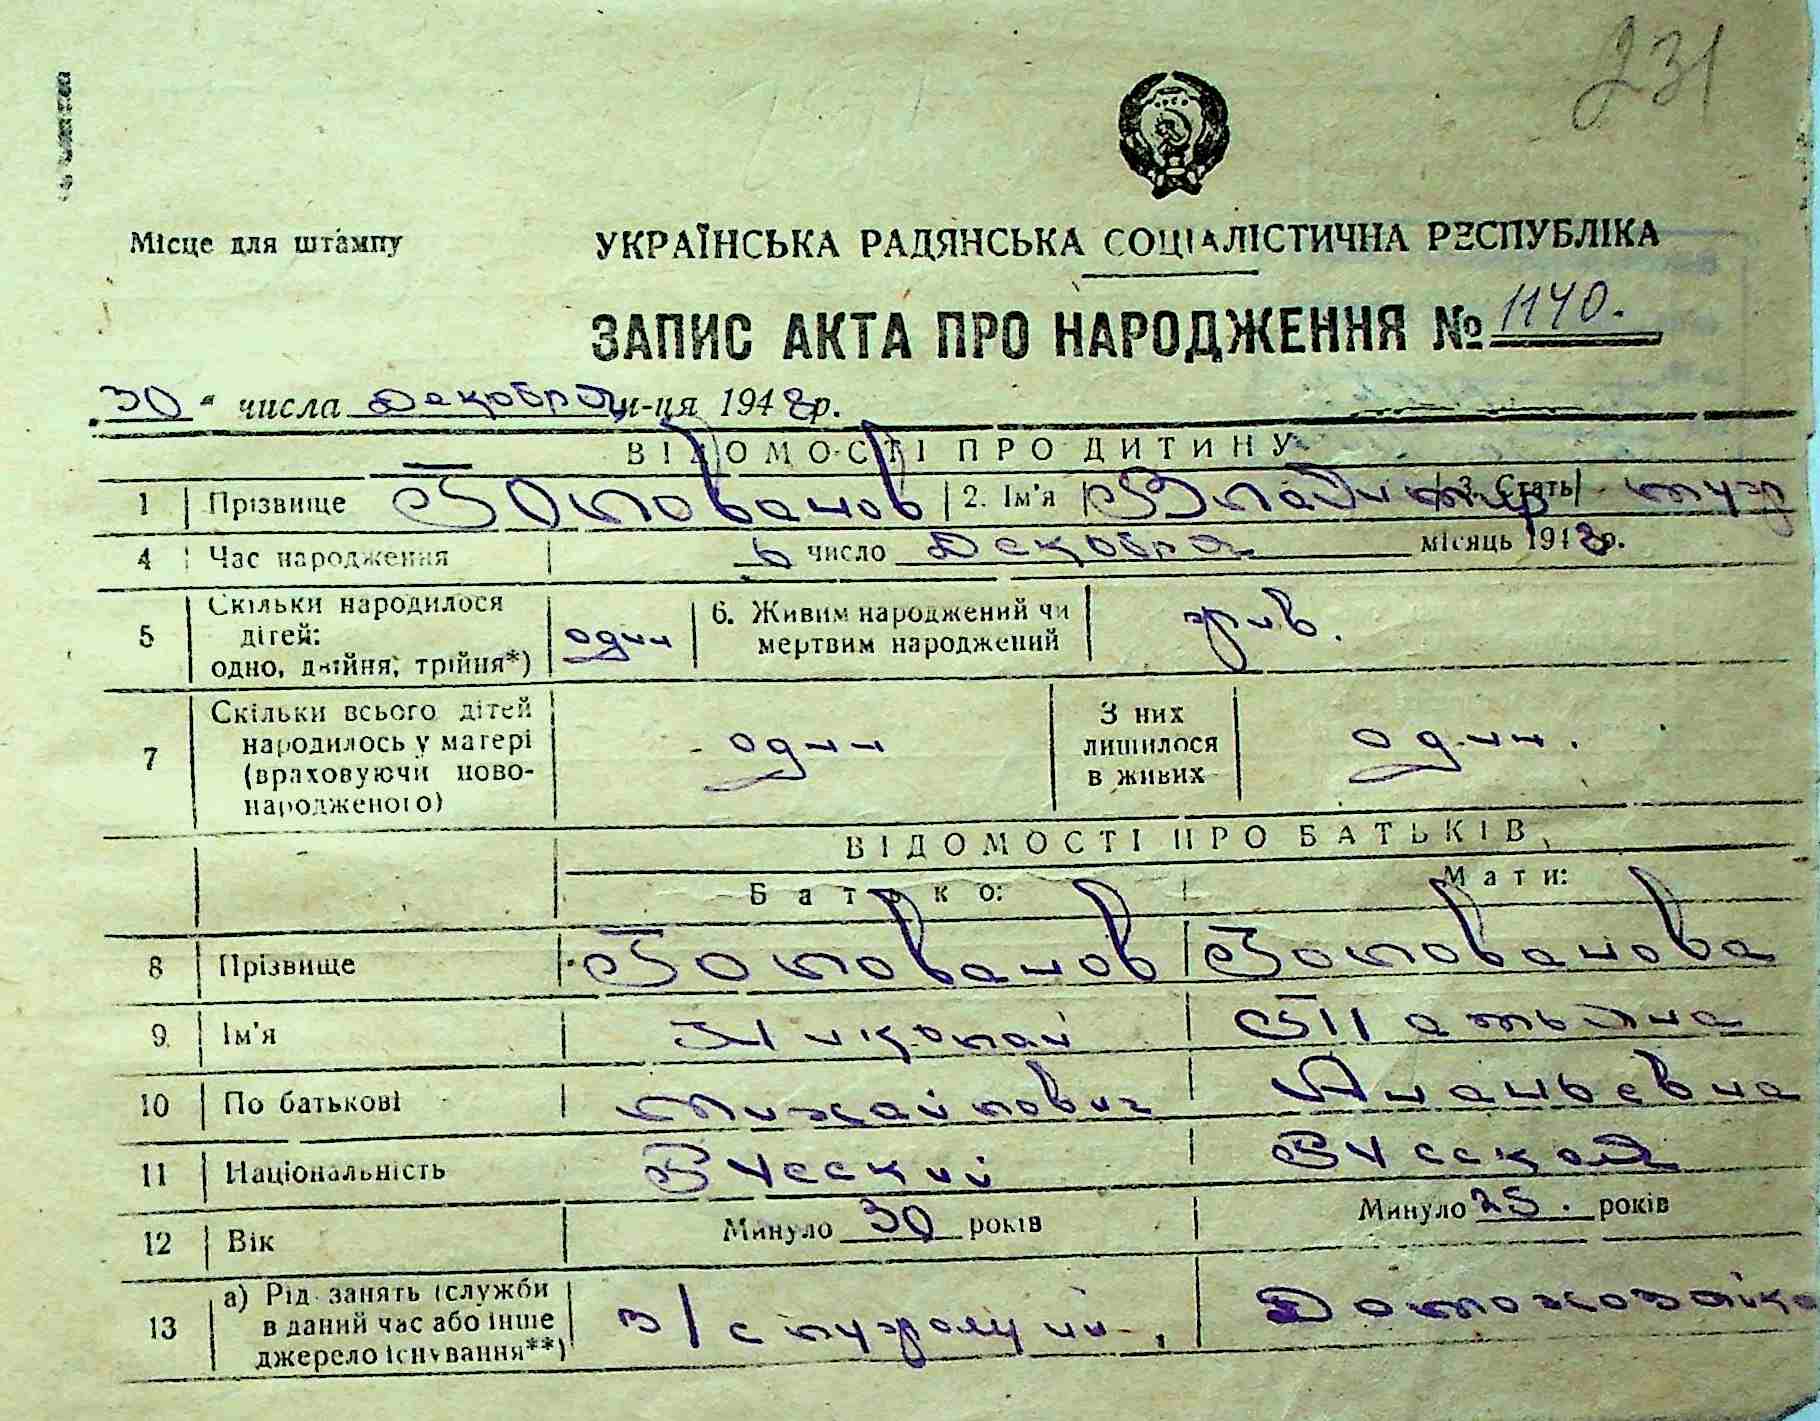 231
Місце для штампу
УКРАЇНСЬКА РАДЯНСЬКА СОЦІАЛІСТИЧНА РЕСПУБЛІКА
ЗАПИС АКТА ПРО НАРОДЖЕННЯ № 1140.
30 " числа Декабря м-ця 1948 р.
ВІДОМОСТІ ПРО ДИТИНУ
1 Прізвище Голованов 2. Ім'я Владимир 3. Стать муж
4 Час народження 6 число Декабря місяць 1948 р.
5 Скільки народилося дітей: одно, двійня, трійня*) один 6. Живим народжений чи мертвим народжений жив.
7 Скільки всього дітей народилось у матері (враховуючи ново-народженого) один З них лишилося в живих один.
ВІДОМОСТІ ПРО БАТЬКІВ
Батько: Мати:
8 Прізвище Голованов Голованова
9 Ім'я Николай Татьяна
10 По батькові Михайлович Ананьевна
11 Національність Русский Русская
12 Вік Минуло 30 років Минуло 25. років
13 а) Рід занять (служби в даний час або інше джерело існування**) Домохозяйка